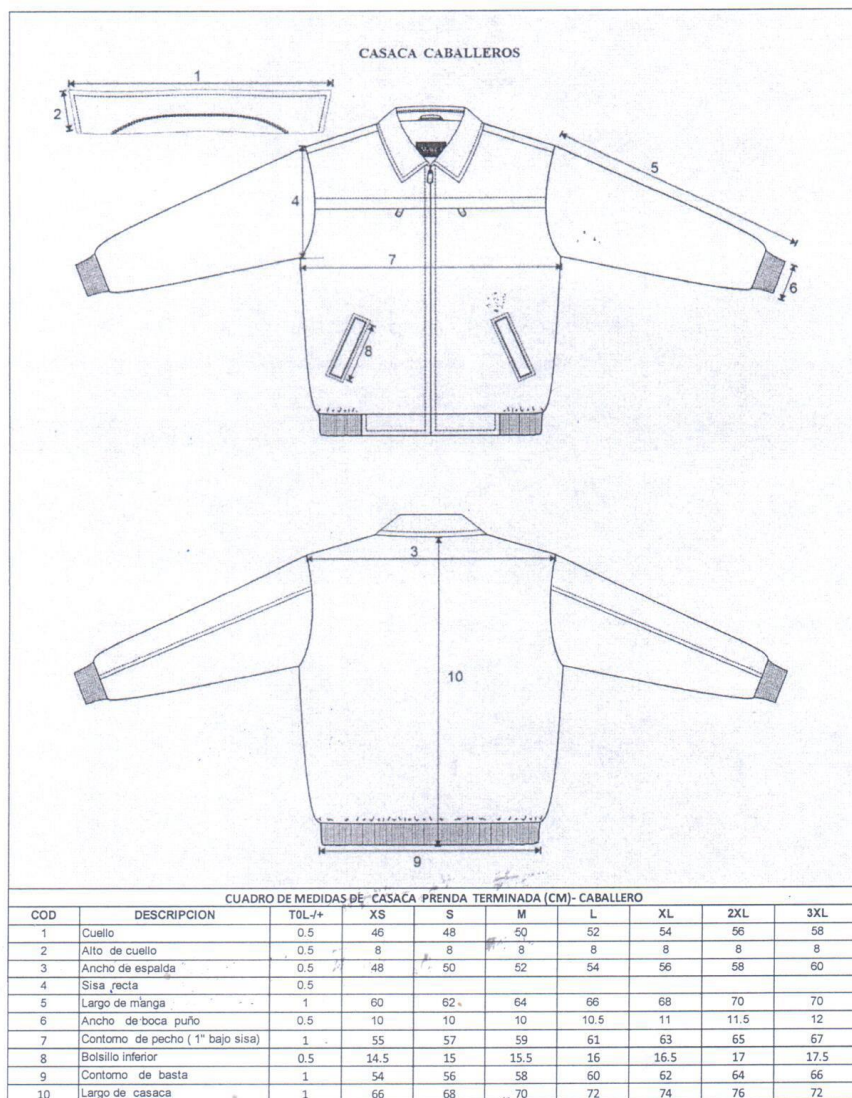 CASACA CABALLEROS
1
2
5
4
7
6
8
3
10
9
CUADRO DE MEDIDAS DE CASACA PRENDA TERMINADA (CM)- CABALLERO
COD DESCRIPCION T0L-/+ XS S M L XL 2XL 3XL
1 Cuello 0.5 46 48 50 52 54 56 58
2 Alto de cuello 0.5 8 8 8 8 8 8 8
3 Ancho de espalda 0.5 48 50 52 54 56 58 60
4 Sisa recta 0.5
5 Largo de manga 1 60 62 64 66 68 70 70
6 Ancho de boca puño 0.5 10 10 10 10.5 11 11.5 12
7 Contorno de pecho ( 1" bajo sisa) 1 55 57 59 61 63 65 67
8 Bolsillo inferior 0.5 14.5 15 15.5 16 16.5 17 17.5
9 Contorno de basta 1 54 56 58 60 62 64 66
10 Largo de casaca 1 66 68 70 72 74 76 72